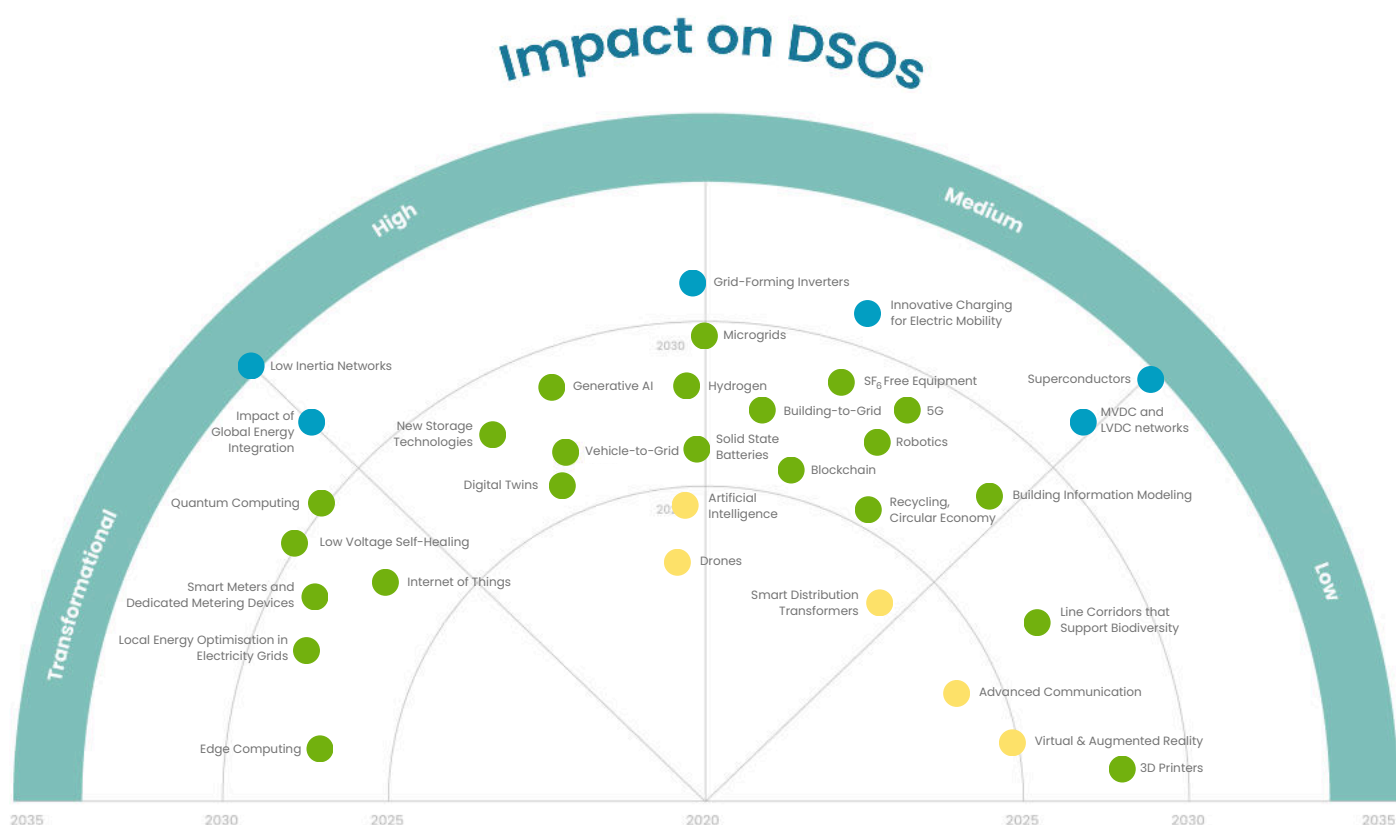 Impact on DSOs
High
Medium
Transformational
Low
Grid-Forming Inverters
Innovative Charging
for Electric Mobility
Microgrids
2030
Low Inertia Networks
Superconductors
Generative AI
Hydrogen
SF6 Free Equipment
Building-to-Grid
5G
Impact of
Global Energy
Integration
MVDC and
LVDC networks
New Storage
Technologies
Vehicle-to-Grid
Solid State
Batteries
Robotics
Blockchain
Digital Twins
Quantum Computing
Artificial
Intelligence
Recycling,
Circular Economy
Building Information Modeling
Low Voltage Self-Healing
Drones
Internet of Things
Smart Meters and
Dedicated Metering Devices
Smart Distribution
Transformers
Line Corridors that
Support Biodiversity
Local Energy Optimisation in
Electricity Grids
Advanced Communication
Edge Computing
Virtual & Augmented Reality
3D Printers
2035
2030
2025
2020
2025
2030
2035